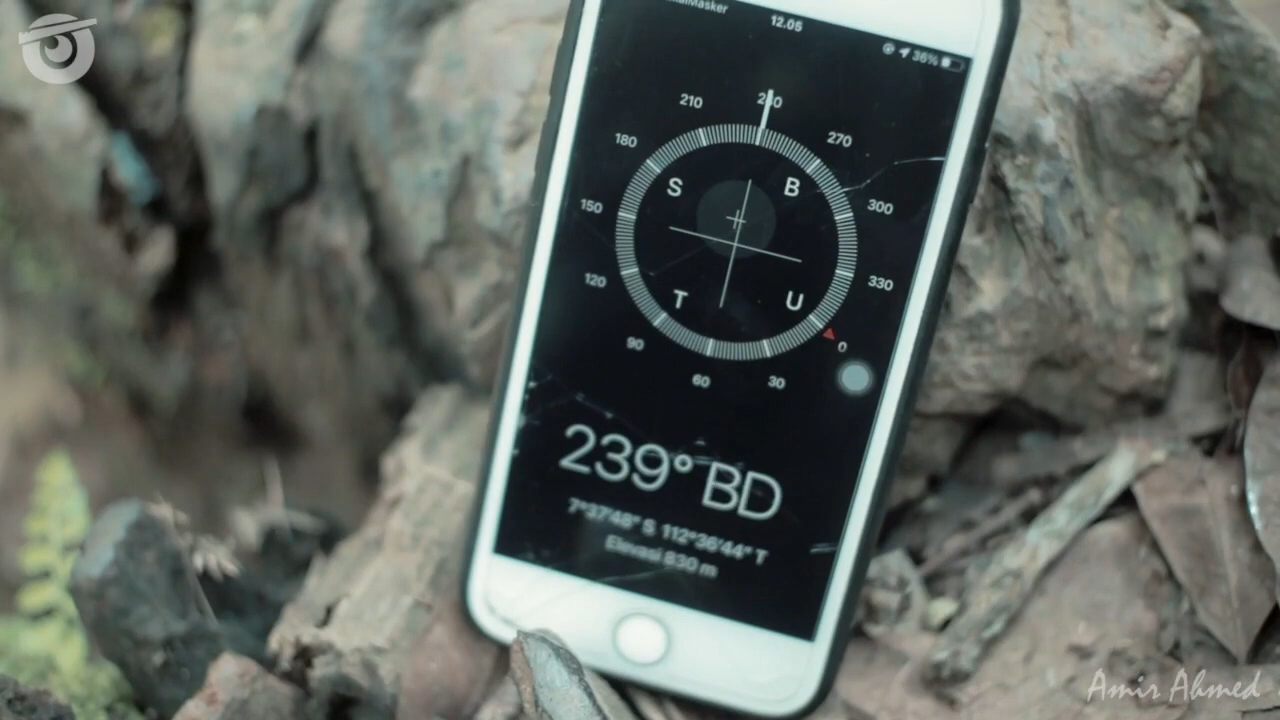 12.05
36%
210
240
270
180
S
B
150
300
120
330
T
U
90
0
60
30
239° BD
7°37'48" S 112°36'44" T
Elevasi 830 m
Amir Ahmed